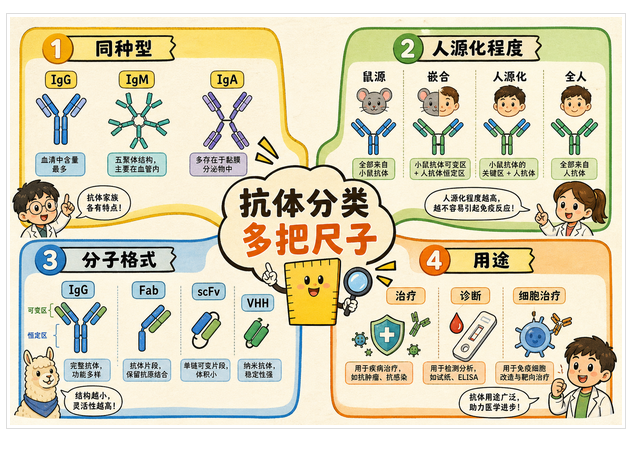 抗体分类
多把尺子
1 同种型
IgG
IgM
IgA
血清中含量
最多
五聚体结构，
主要在血管内
多存在于黏膜
分泌物中
抗体家族
各有特点！
2 人源化程度
鼠源
嵌合
人源化
全人
全部来自
小鼠抗体
小鼠抗体可变区
+ 人抗体恒定区
小鼠抗体的
关键区 + 人抗体
全部来自
人抗体
人源化程度越高，
越不容易引起免疫反应！
3 分子格式
IgG
Fab
scFv
VHH
可变区
恒定区
完整抗体，
功能多样
抗体片段，
保留抗原结合
单链可变片段，
体积小
纳米抗体，
稳定性强
结构越小，
灵活性越高！
4 用途
治疗
诊断
细胞治疗
用于疾病治疗，
如抗肿瘤、抗感染
用于检测分析，
如试纸、ELISA
用于免疫细胞
改造与靶向治疗
抗体用途广泛，
助力医学进步！